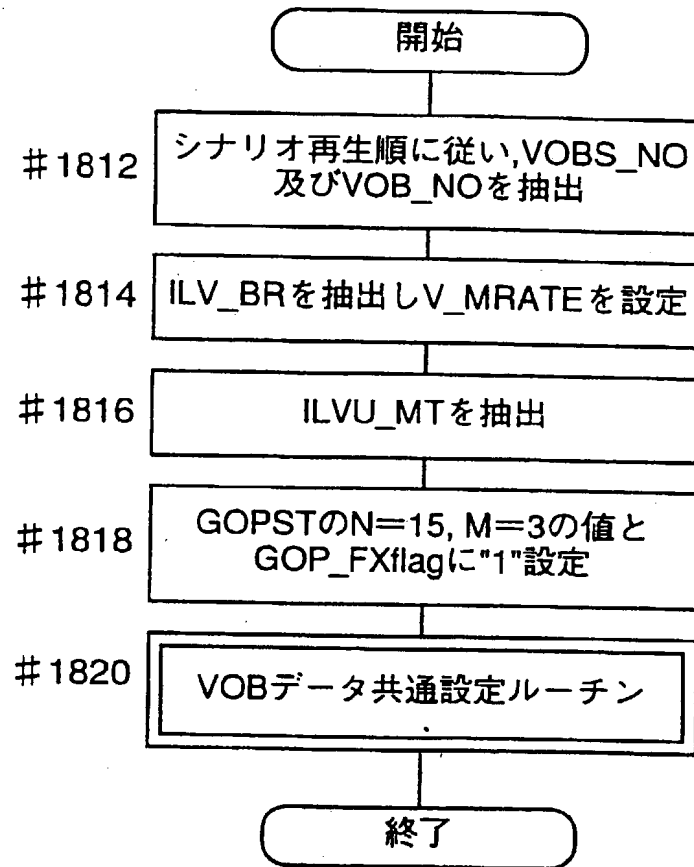 開始
#1812
シナリオ再生順に従い,VOBS_NO
及びVOB_NOを抽出
#1814
ILV_BRを抽出しV_MRATEを設定
#1816
ILVU_MTを抽出
#1818
GOPSTのN=15, M=3の値と
GOP_FXflagに"1"設定
#1820
VOBデータ共通設定ルーチン
終了